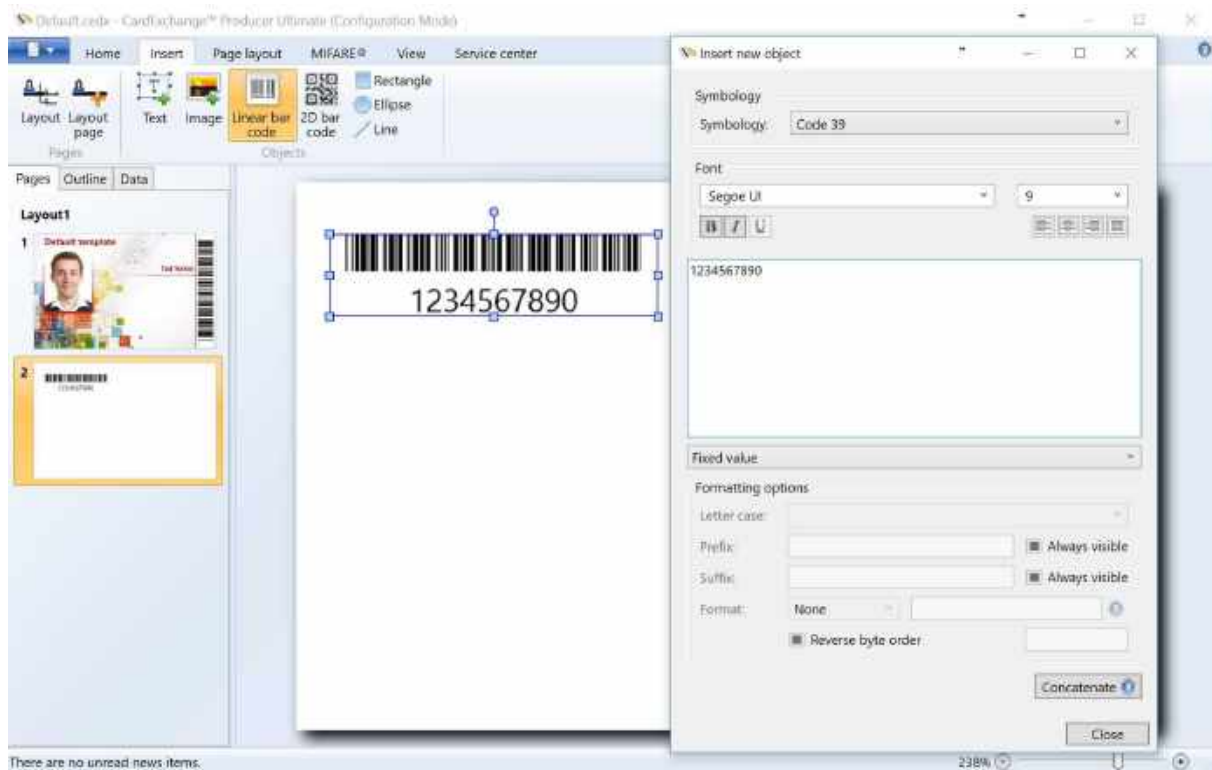 Default.cedx - CardExchange™ Producer Ultimate (Configuration Mode)
Home Insert Page layout MIFARE® View Service center
Layout Layout page Text Image Linear bar code 2D bar code Rectangle Ellipse Line
Pages Objects
Pages Outline Data
Layout1
1 Default template
2
1234567890
Insert new object
Symbology
Symbology: Code 39
Font
Segoe UI 9
B I U
1234567890
Fixed value
Formatting options
Letter case:
Prefix: Always visible
Suffix: Always visible
Format: None
Reverse byte order
Concatenate
Close
There are no unread news items. 238%